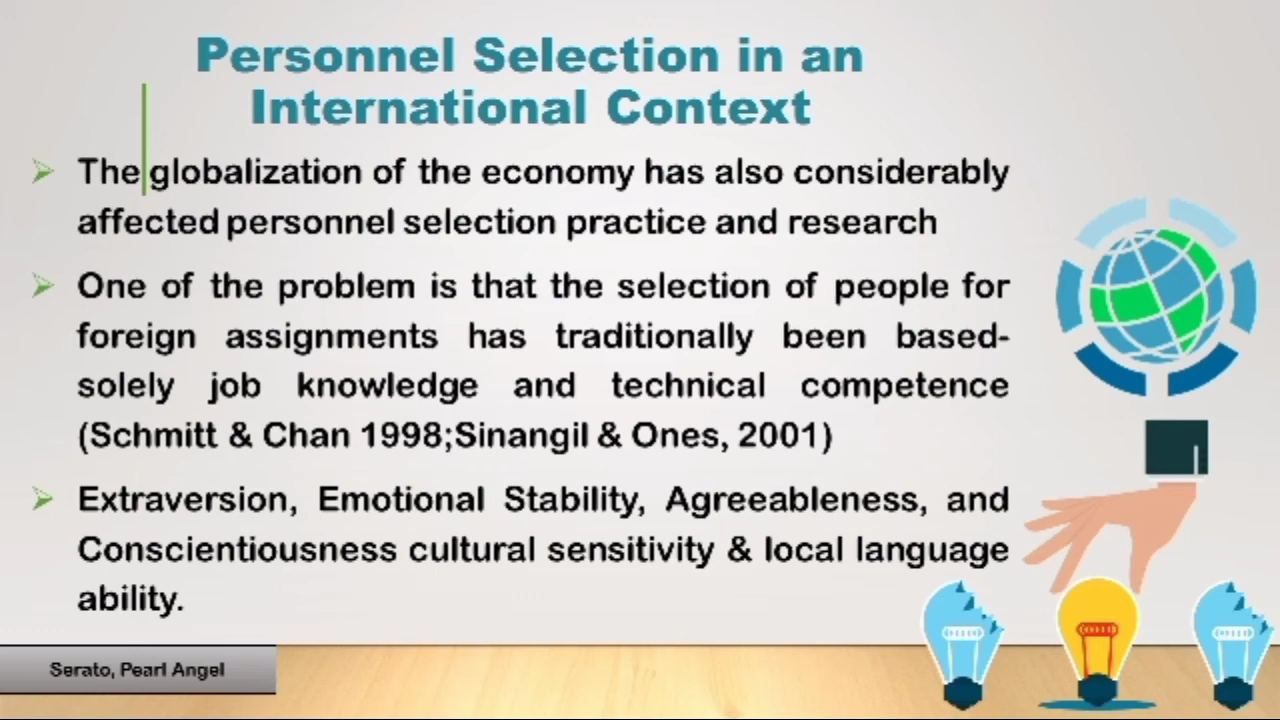 Personnel Selection in an
International Context
The globalization of the economy has also considerably
affected personnel selection practice and research
One of the problem is that the selection of people for
foreign assignments has traditionally been based-
solely job knowledge and technical competence
(Schmitt & Chan 1998;Sinangil & Ones, 2001)
Extraversion, Emotional Stability, Agreeableness, and
Conscientiousness cultural sensitivity & local language
ability.
Serato, Pearl Angel